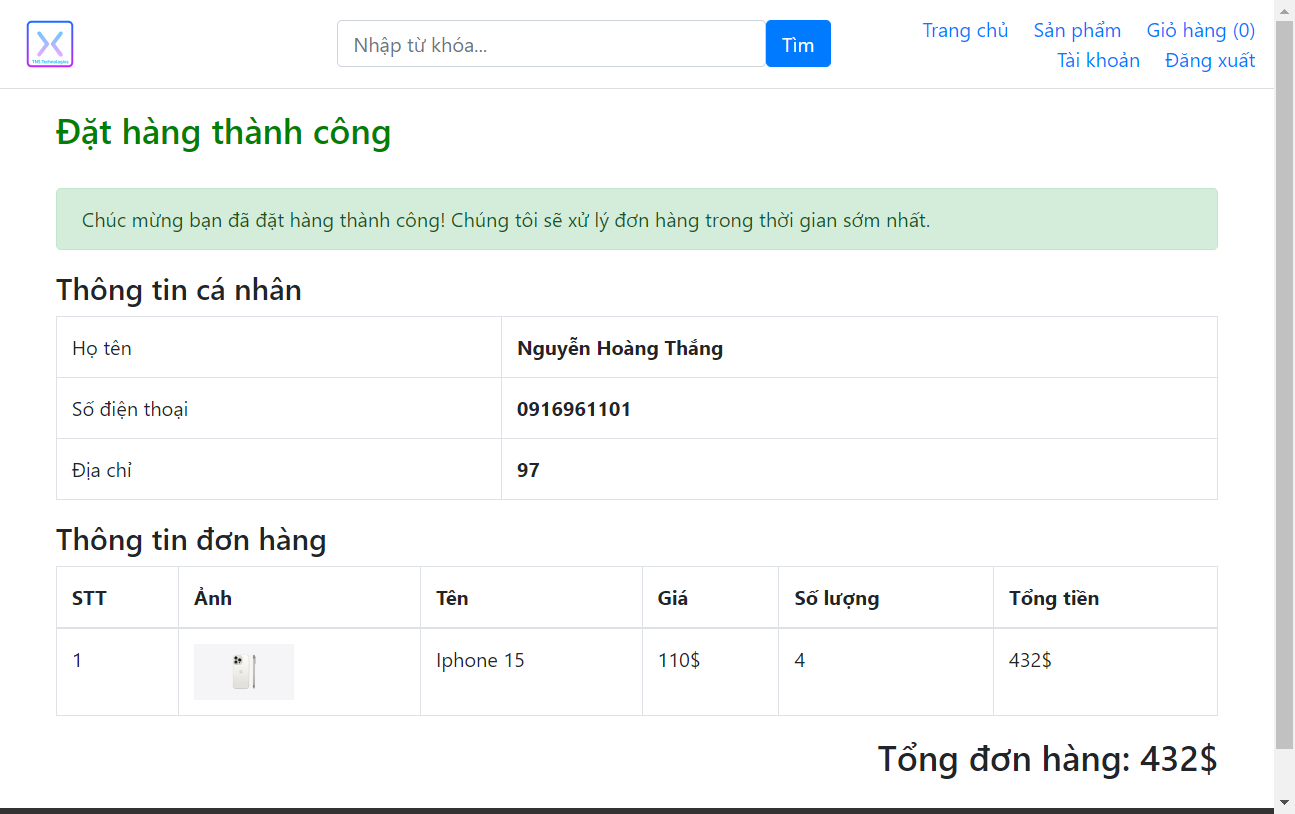 TNS Technologies
Nhập từ khóa...
Tìm
Trang chủ Sản phẩm Giỏ hàng (0)
Tài khoản Đăng xuất
Đặt hàng thành công
Chúc mừng bạn đã đặt hàng thành công! Chúng tôi sẽ xử lý đơn hàng trong thời gian sớm nhất.
Thông tin cá nhân
Họ tên Nguyễn Hoàng Thắng
Số điện thoại 0916961101
Địa chỉ 97
Thông tin đơn hàng
STT Ảnh Tên Giá Số lượng Tổng tiền
1 Iphone 15 110$ 4 432$
Tổng đơn hàng: 432$